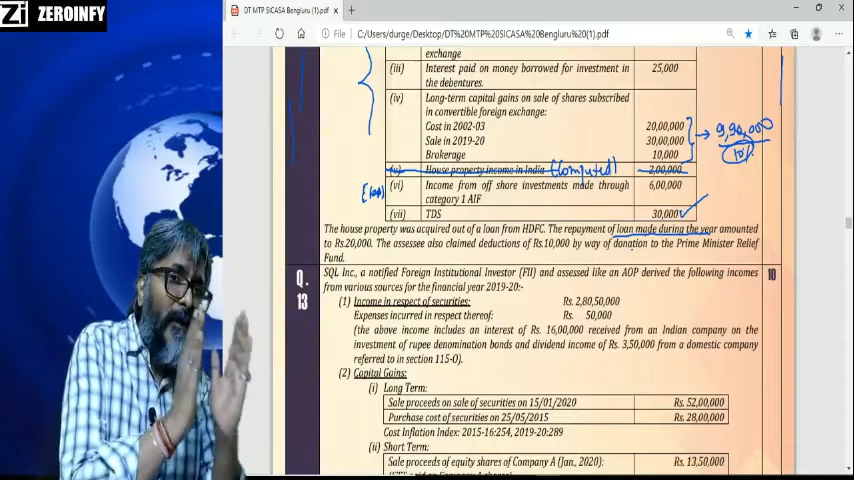 Zi ZEROINFY
DT MTP SICASA Bengluru (1).pdf
File C:/Users/durge/Desktop/DT%20MTP%20SICASA%20Bengluru%20(1).pdf
exchange
(iii) Interest paid on money borrowed for investment in the debentures. 25,000
(iv) Long-term capital gains on sale of shares subscribed in convertible foreign exchange:
Cost in 2002-03 20,00,000
Sale in 2019-20 30,00,000
Brokerage 10,000
9,90,000
10%
(v) House property income in India (Computed) 2,00,000
(vi) Income from off shore investments made through category 1 AIF 6,00,000
(vii) TDS 30,000
The house property was acquired out of a loan from HDFC. The repayment of loan made during the year amounted
to Rs.20,000. The assessee also claimed deductions of Rs.10,000 by way of donation to the Prime Minister Relief
Fund.
Q. 13
SQL Inc., a notified Foreign Institutional Investor (FII) and assessed like an AOP derived the following incomes 10
from various sources for the financial year 2019-20:-
(1) Income in respect of securities: Rs. 2,80,50,000
Expenses incurred in respect thereof: Rs. 50,000
(the above income includes an interest of Rs. 16,00,000 received from an Indian company on the
investment of rupee denomination bonds and dividend income of Rs. 3,50,000 from a domestic company
referred to in section 115-O).
(2) Capital Gains:
(i) Long Term:
Sale proceeds on sale of securities on 15/01/2020 Rs. 52,00,000
Purchase cost of securities on 25/05/2015 Rs. 28,00,000
Cost Inflation Index: 2015-16:254, 2019-20:289
(ii) Short Term:
Sale proceeds of equity shares of Company A (Jan., 2020): Rs. 13,50,000